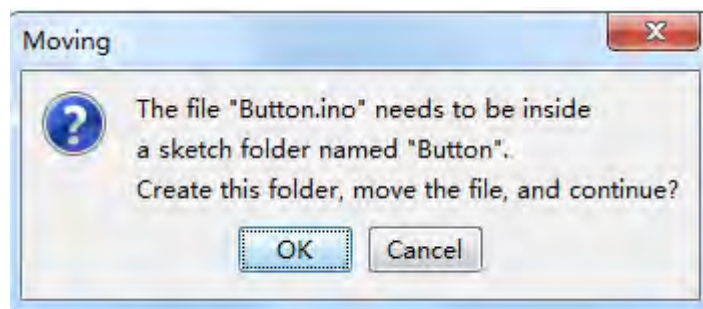 Moving
The file "Button.ino" needs to be inside
a sketch folder named "Button".
Create this folder, move the file, and continue?
OK Cancel